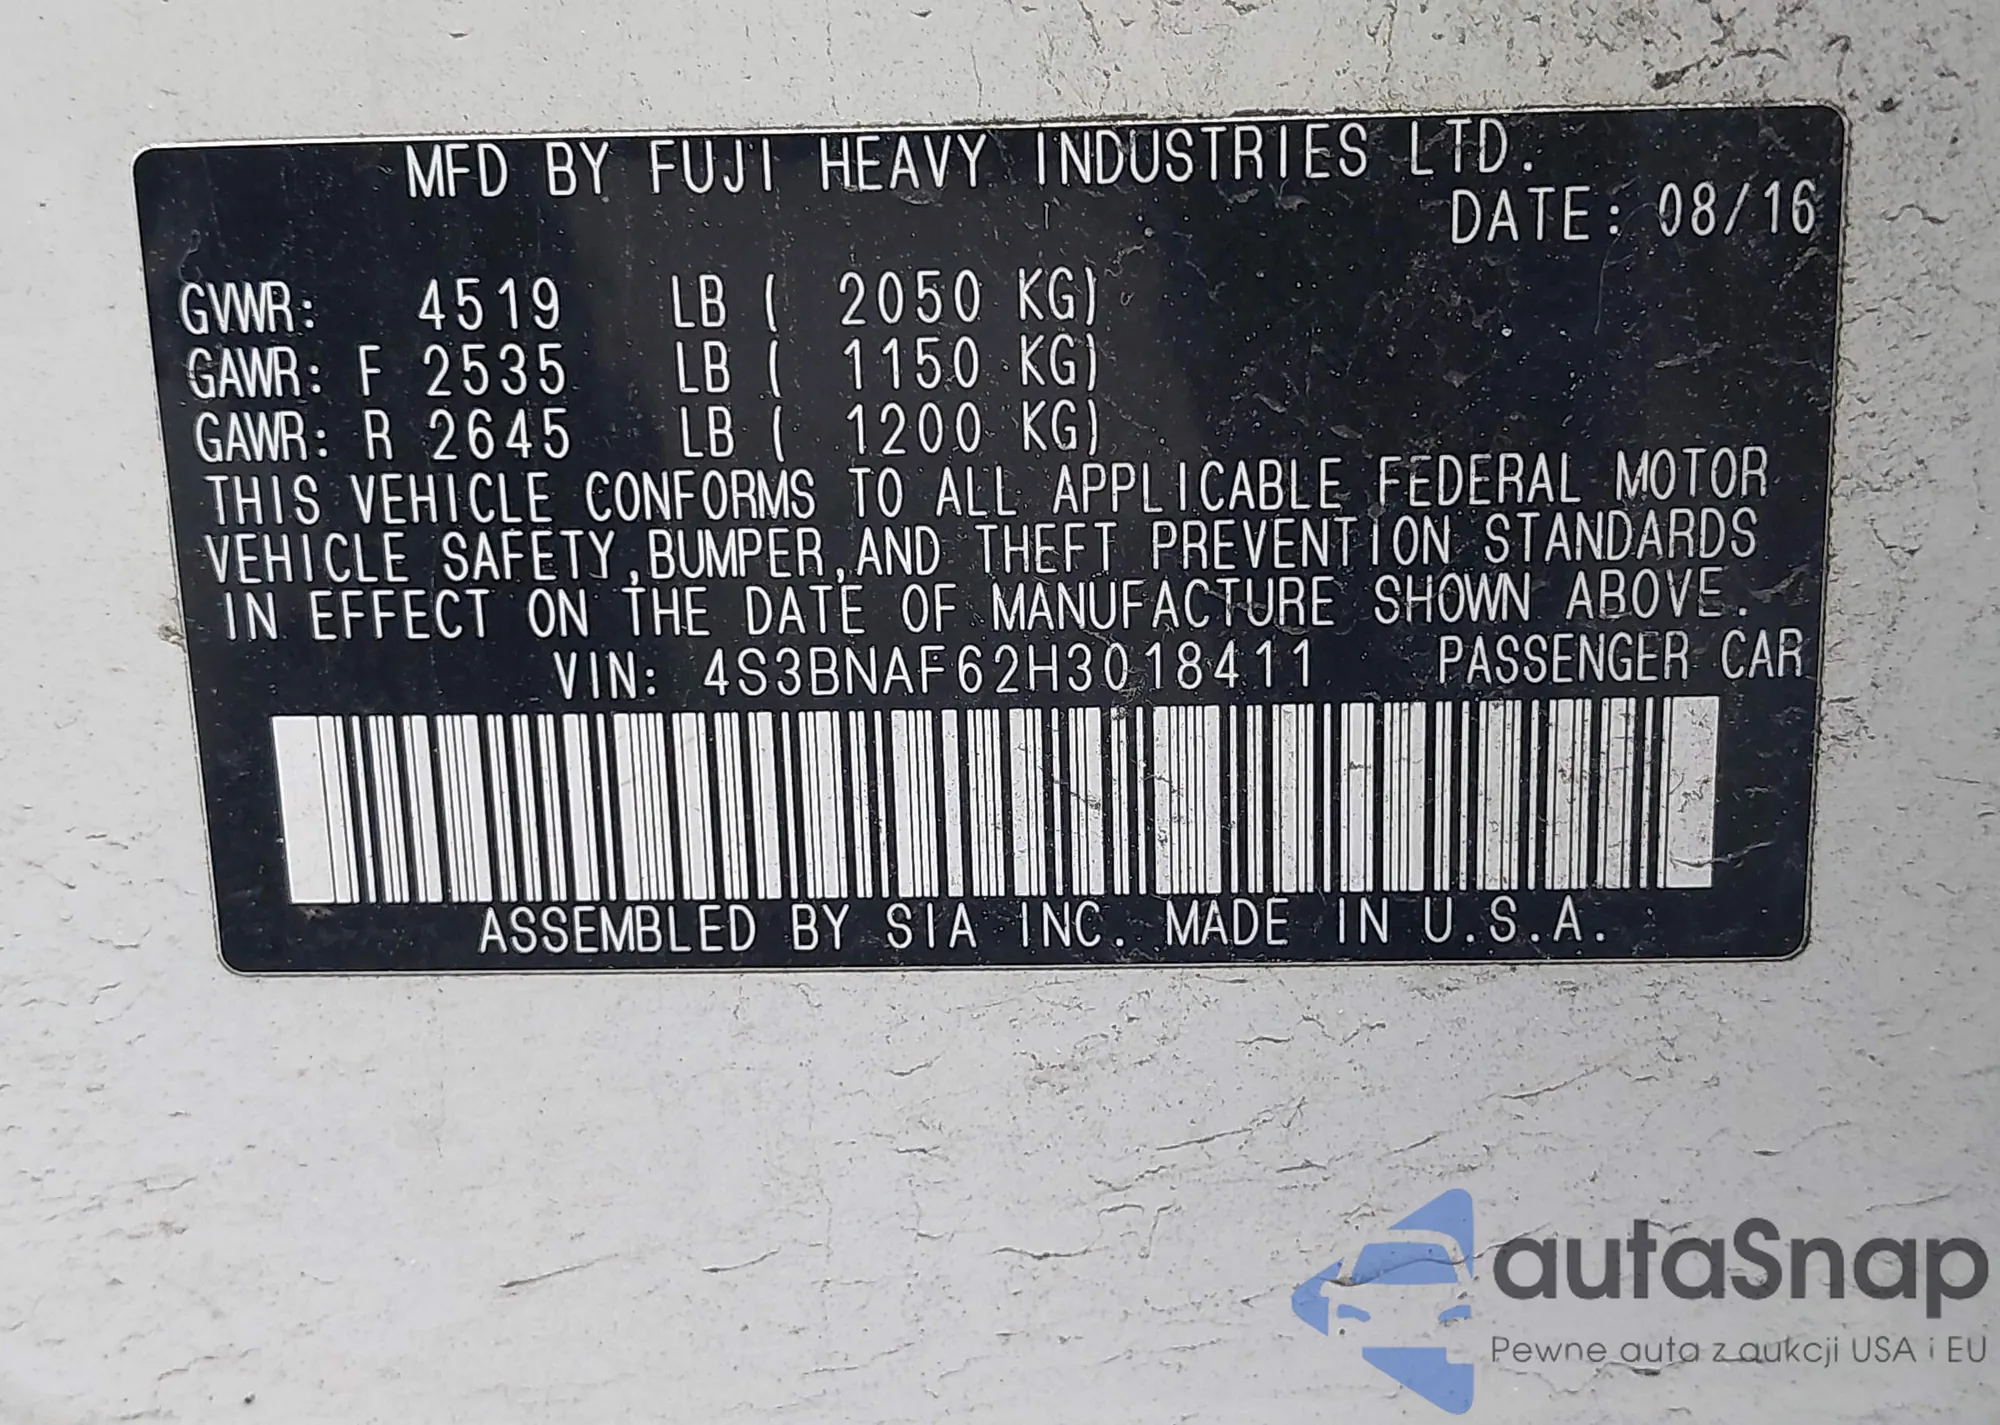 MFD BY FUJI HEAVY INDUSTRIES LTD.
DATE: 08/16
GVWR: 4519 LB ( 2050 KG)
GAWR: F 2535 LB ( 1150 KG)
GAWR: R 2645 LB ( 1200 KG)
THIS VEHICLE CONFORMS TO ALL APPLICABLE FEDERAL MOTOR
VEHICLE SAFETY,BUMPER,AND THEFT PREVENTION STANDARDS
IN EFFECT ON THE DATE OF MANUFACTURE SHOWN ABOVE.
VIN: 4S3BNAF62H3018411 PASSENGER CAR
ASSEMBLED BY SIA INC. MADE IN U.S.A.
autaSnap
Pewne auta z aukcji USA i EU